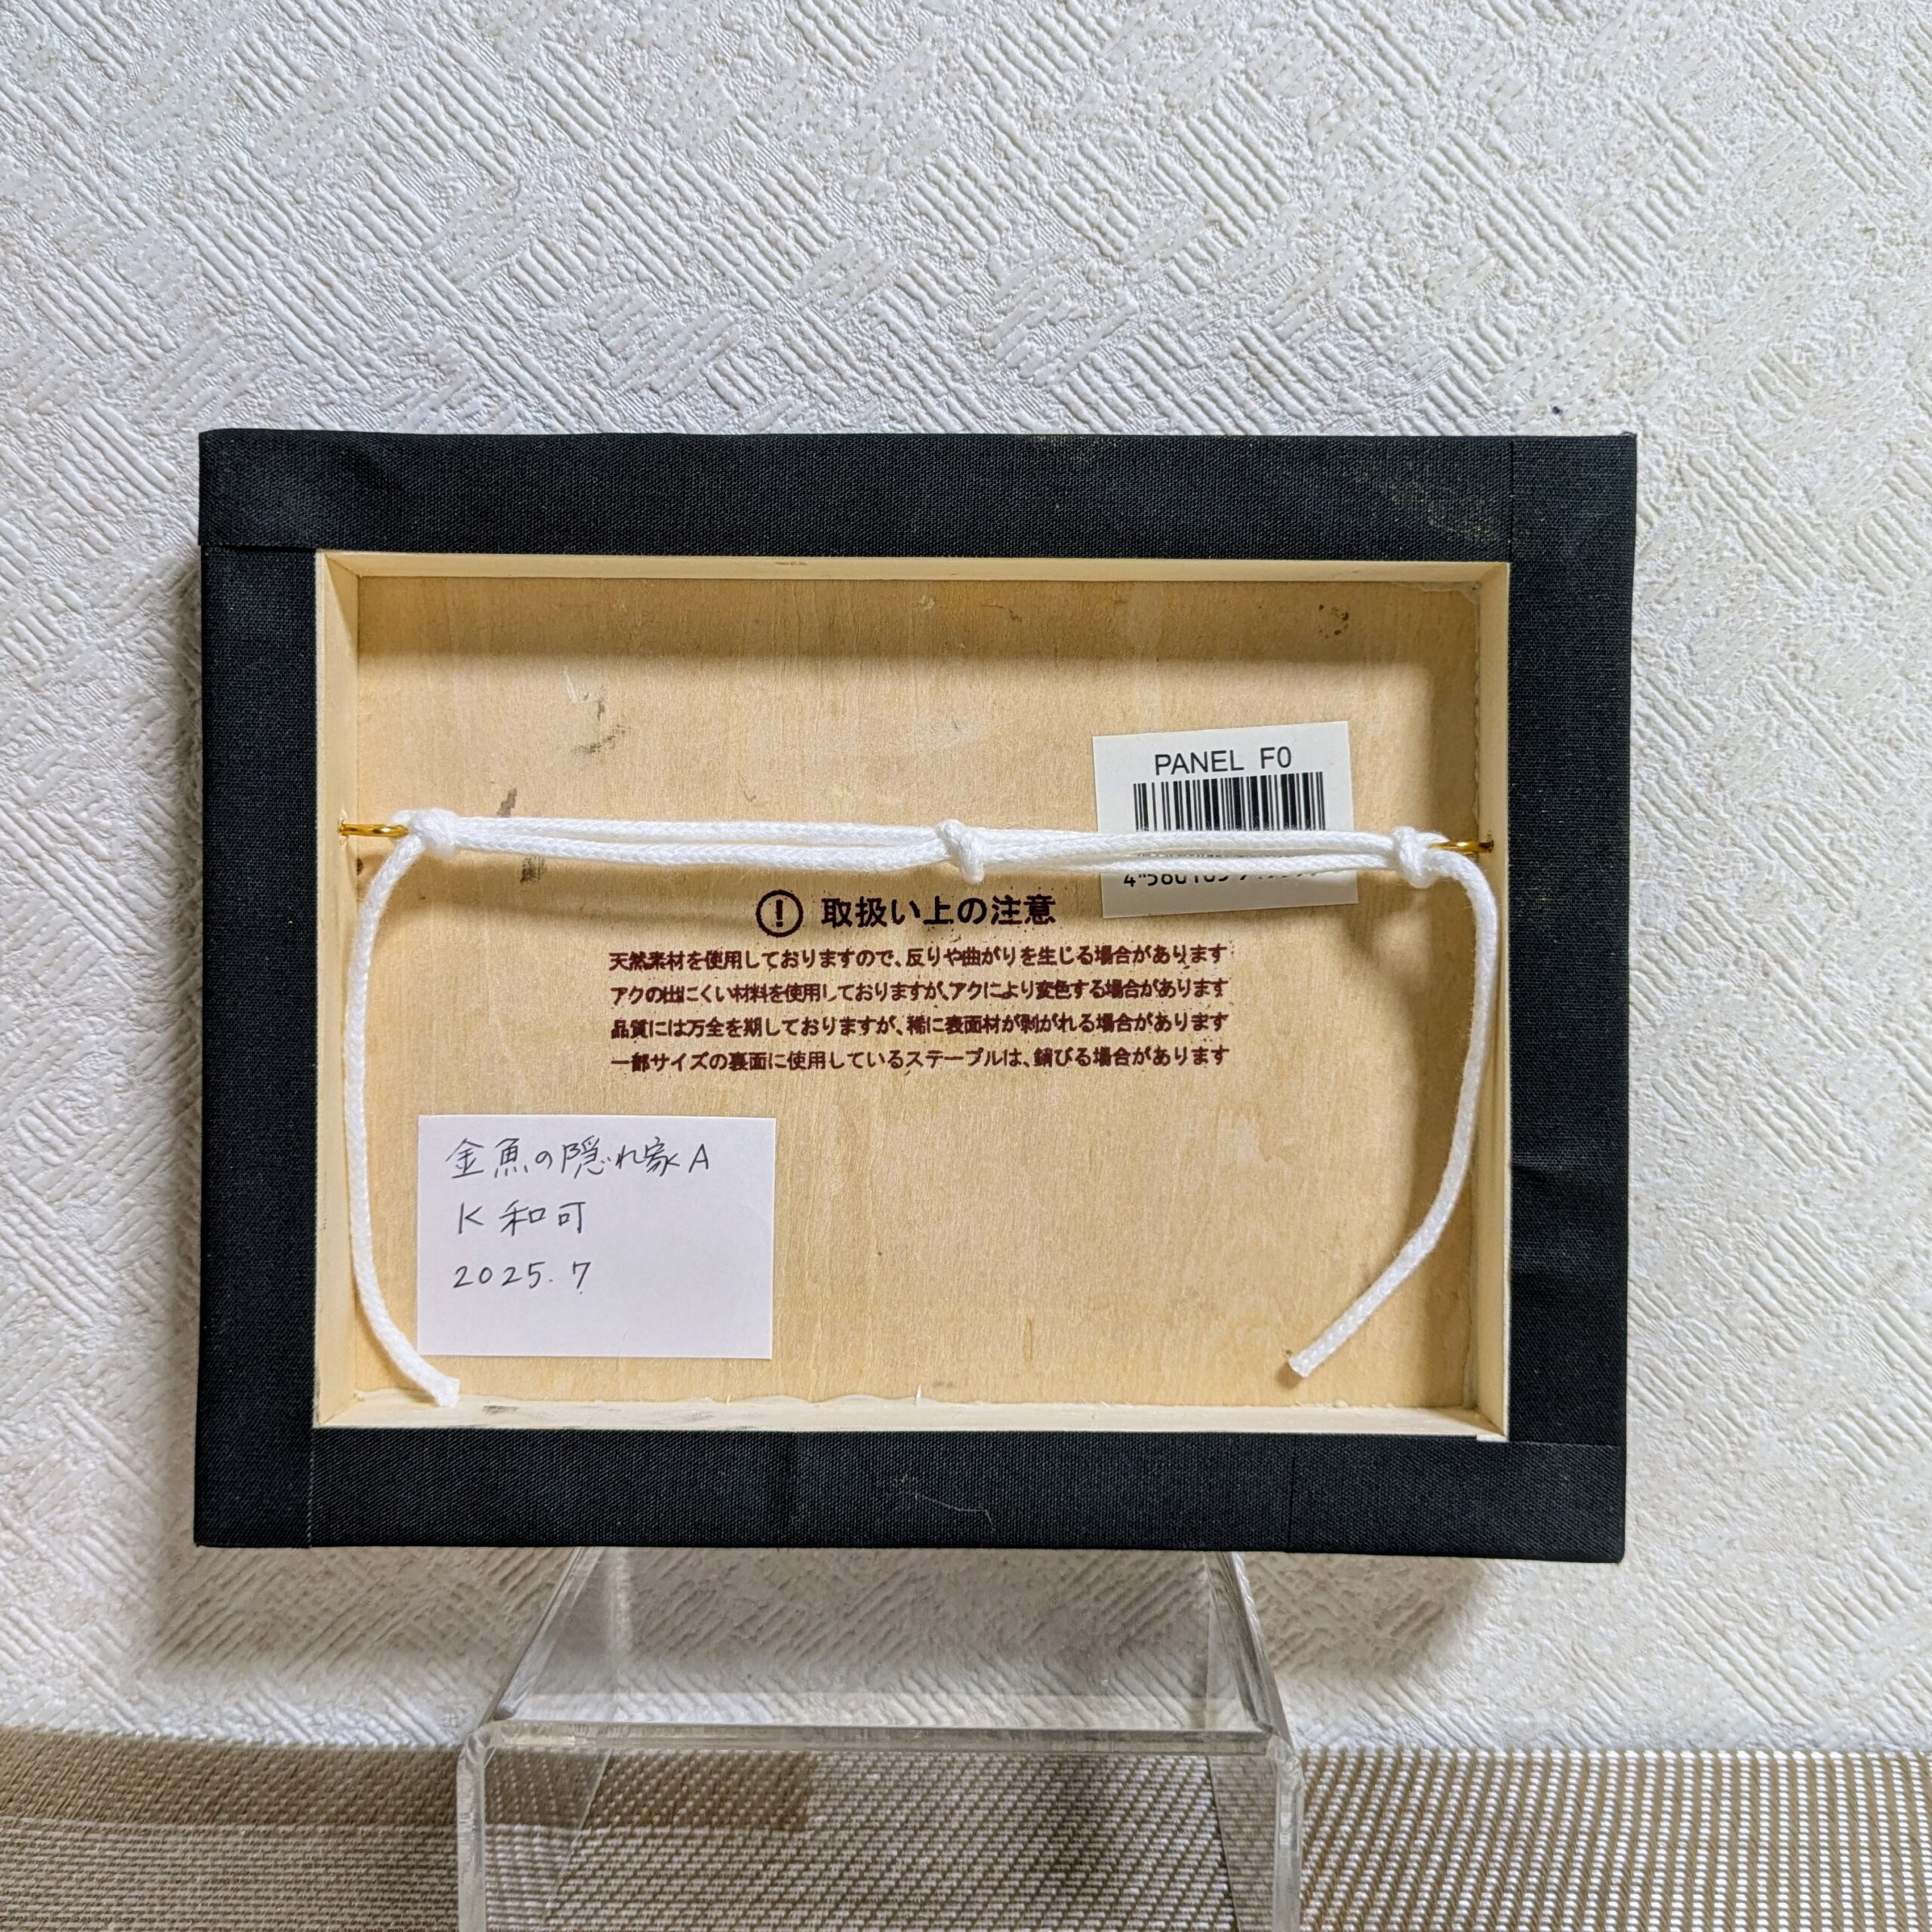 PANEL F0
取扱い上の注意
天然素材を使用しておりますので、反りや曲がりを生じる場合があります
アクの出にくい材料を使用しておりますが、アクにより変色する場合があります
品質には万全を期しておりますが、稀に表面材が剥がれる場合があります
一部サイズの裏面に使用しているステープルは、錆びる場合があります
金魚の隠れ家A
K和可
2025.7